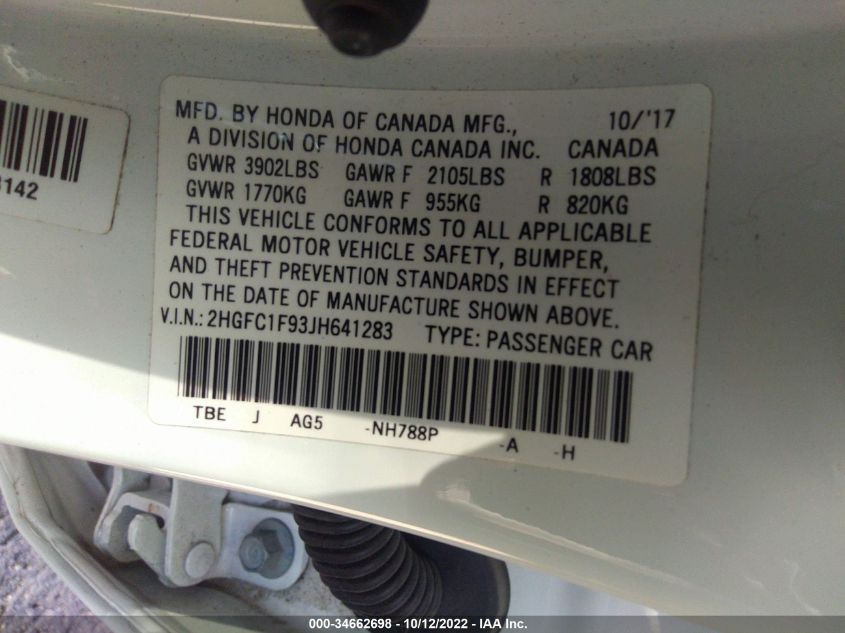 MFD. BY HONDA OF CANADA MFG., 10/'17
A DIVISION OF HONDA CANADA INC. CANADA
GVWR 3902LBS GAWR F 2105LBS R 1808LBS
GVWR 1770KG GAWR F 955KG R 820KG
THIS VEHICLE CONFORMS TO ALL APPLICABLE
FEDERAL MOTOR VEHICLE SAFETY, BUMPER,
AND THEFT PREVENTION STANDARDS IN EFFECT
ON THE DATE OF MANUFACTURE SHOWN ABOVE.
V.I.N.: 2HGFC1F93JH641283 TYPE: PASSENGER CAR
TBE J AG5 -NH788P -A -H
142
000-34662698 - 10/12/2022 - IAA Inc.